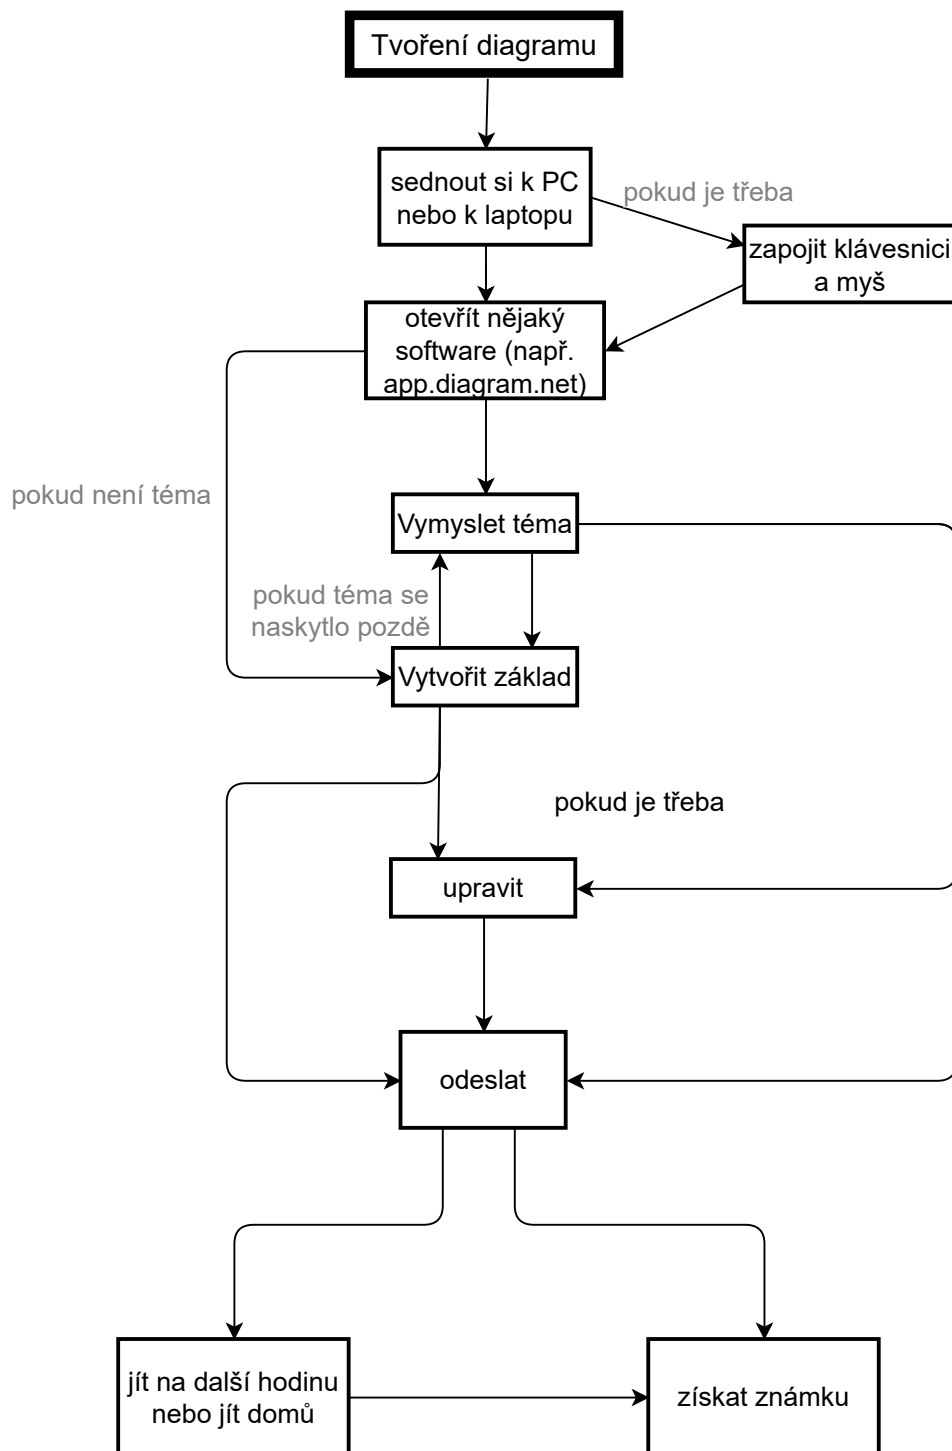 Tvoření diagramu
sednout si k PC
nebo k laptopu
pokud je třeba
zapojit klávesnici
a myš
otevřít nějaký
software (např.
app.diagram.net)
pokud není téma
Vymyslet téma
pokud téma se
naskytlo pozdě
Vytvořit základ
pokud je třeba
upravit
odeslat
jít na další hodinu
nebo jít domů
získat známku